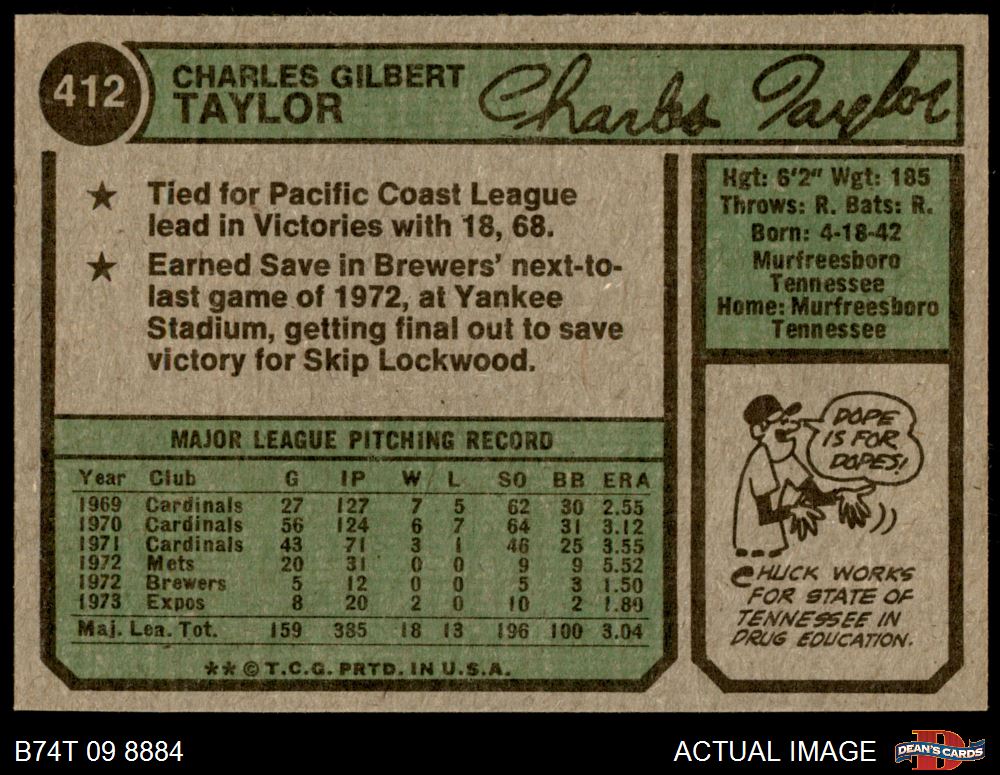 412
CHARLES GILBERT
TAYLOR
Charles Taylor
★ Tied for Pacific Coast League
lead in Victories with 18, 68.
★ Earned Save in Brewers' next-to-
last game of 1972, at Yankee
Stadium, getting final out to save
victory for Skip Lockwood.
Hgt: 6'2" Wgt: 185
Throws: R. Bats: R.
Born: 4-18-42
Murfreesboro
Tennessee
Home: Murfreesboro
Tennessee
MAJOR LEAGUE PITCHING RECORD
Year Club G IP W L SO BB ERA
1969 Cardinals 27 127 7 5 62 30 2.55
1970 Cardinals 56 124 6 7 64 31 3.12
1971 Cardinals 43 71 3 1 46 25 3.55
1972 Mets 20 31 0 0 9 9 5.52
1972 Brewers 5 12 0 0 5 3 1.50
1973 Expos 8 20 2 0 10 2 1.80
Maj. Lea. Tot. 159 385 18 13 196 100 3.04
** © T.C.G. PRTD. IN U.S.A.
DOPE
IS FOR
DOPES!
CHUCK WORKS
FOR STATE OF
TENNESSEE IN
DRUG EDUCATION.
B74T 09 8884
ACTUAL IMAGE
D
DEAN'S CARDS